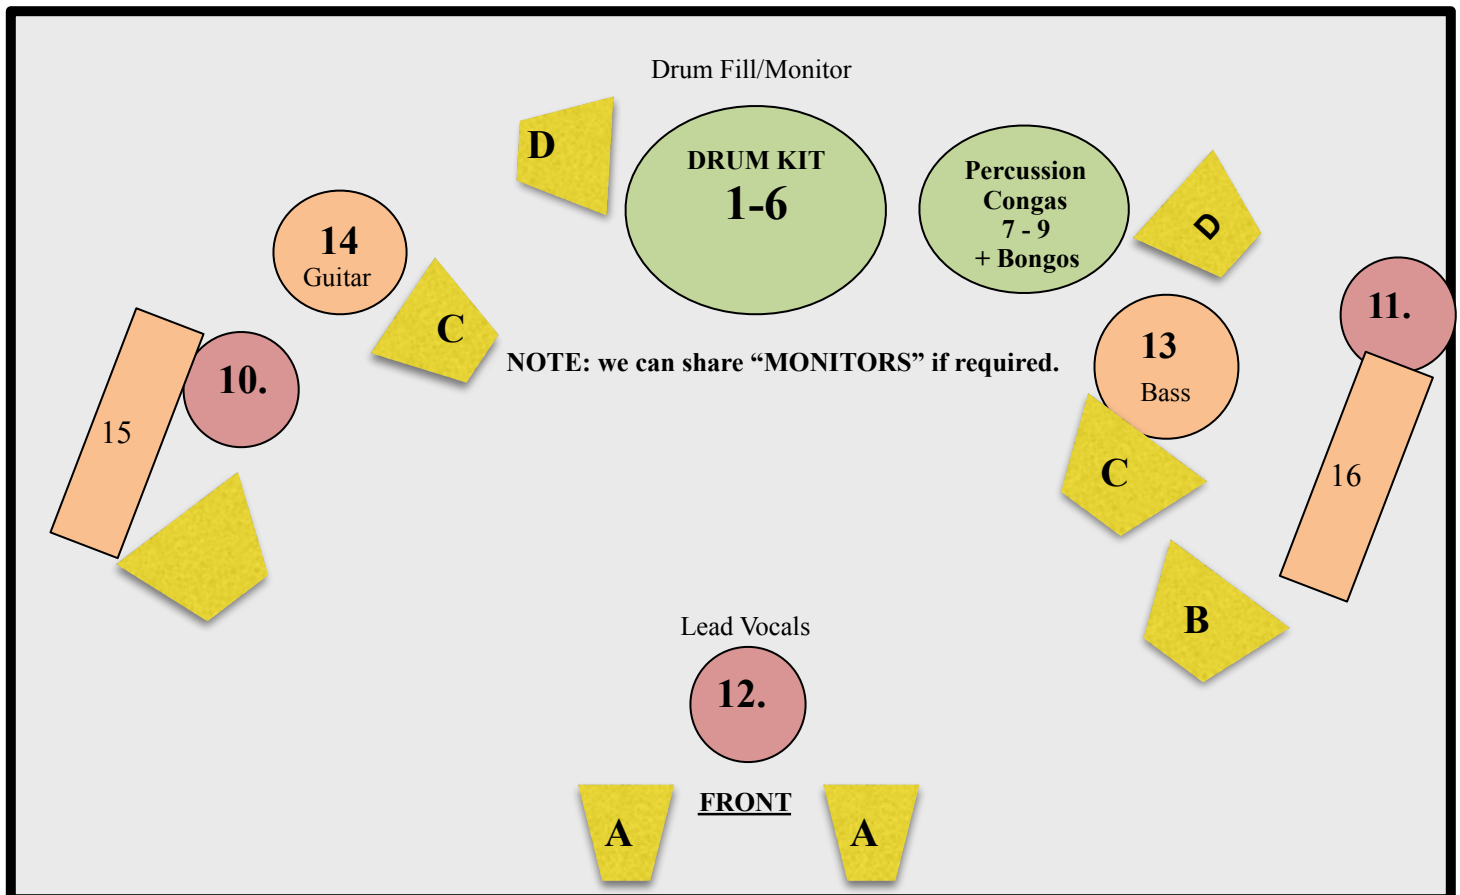 Drum Fill/Monitor
D
DRUM KIT
1-6
Percussion
Congas
7 - 9
+ Bongos
D
14
Guitar
C
10.
15
NOTE: we can share “MONITORS” if required.
13
Bass
11.
C
16
B
Lead Vocals
12.
FRONT
A
A